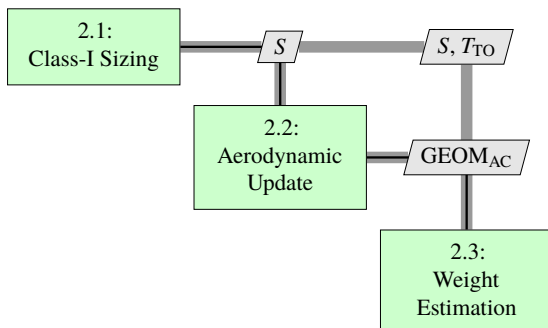 2.1:
Class-I Sizing
S
S, T_TO
2.2:
Aerodynamic
Update
GEOM_AC
2.3:
Weight
Estimation